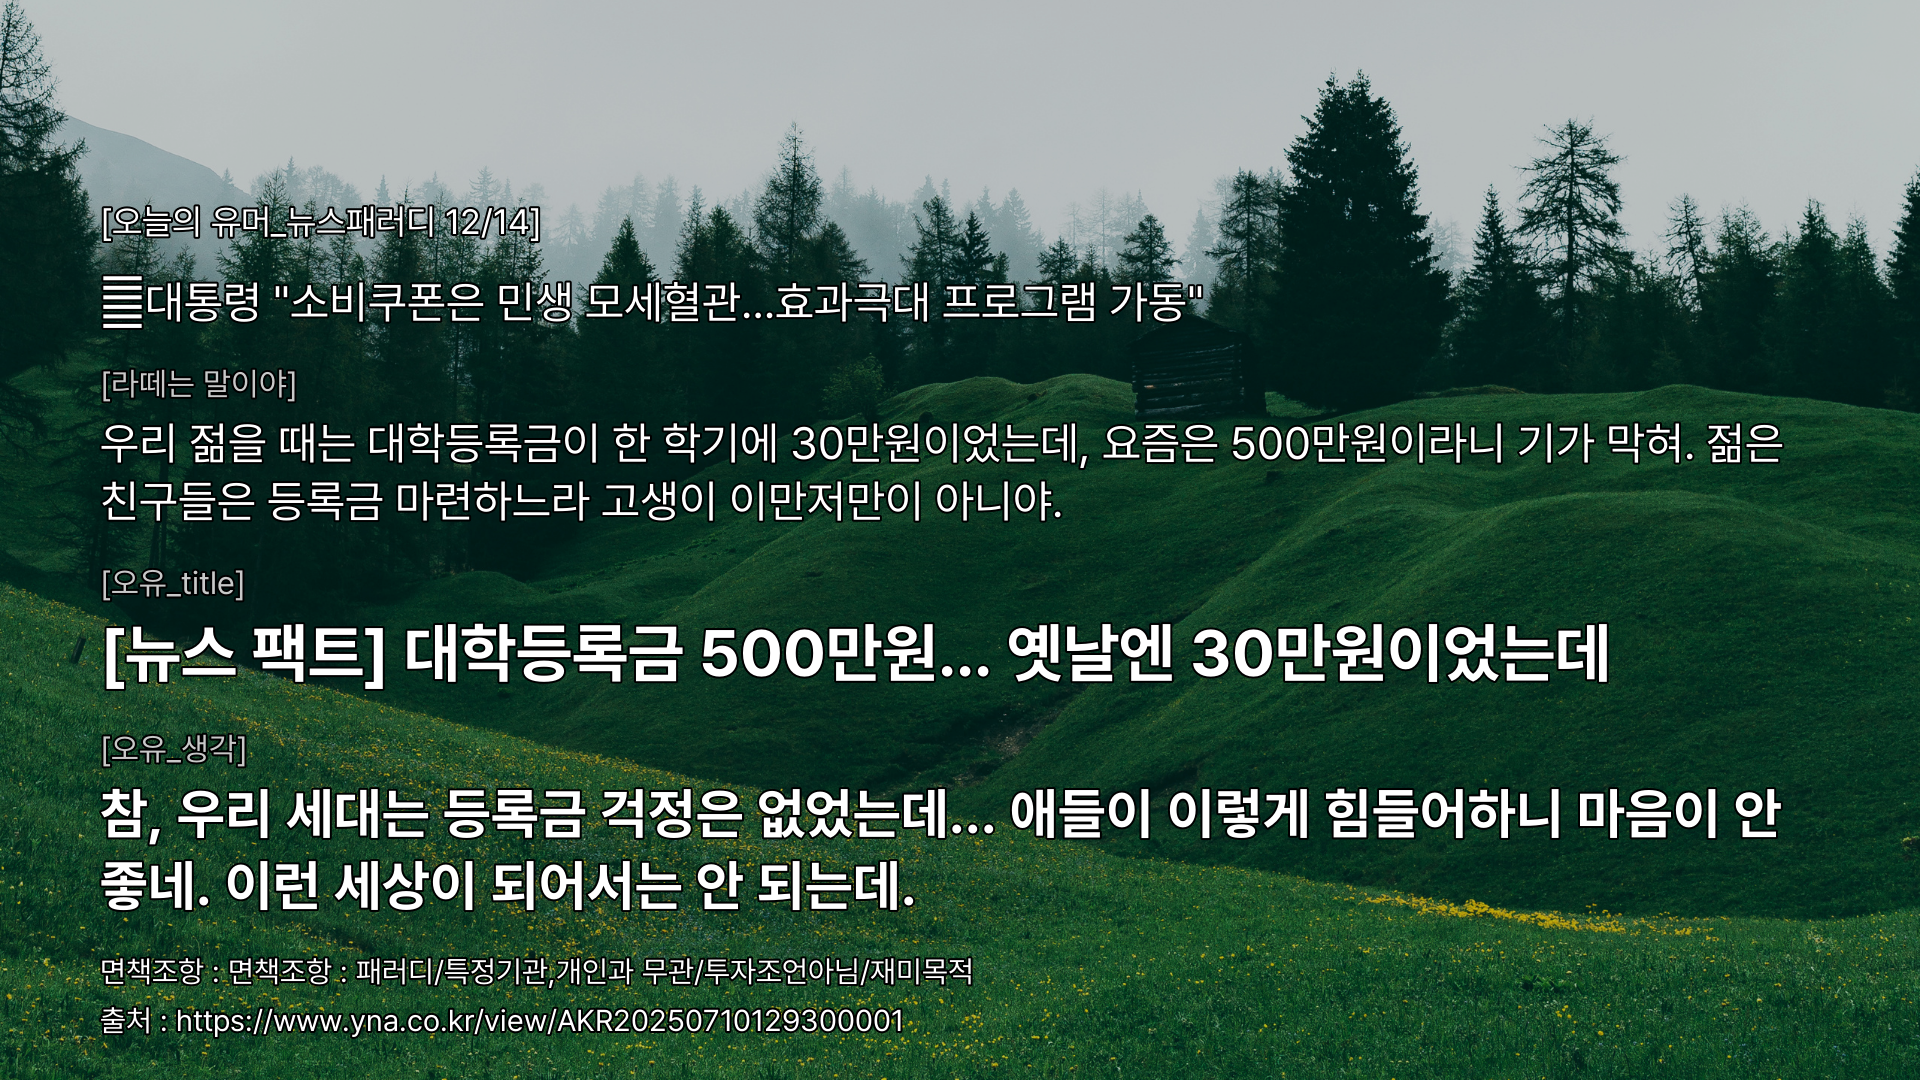 [오늘의 유머_뉴스패러디 12/14]
대통령 "소비쿠폰은 민생 모세혈관...효과극대 프로그램 가동"
[라떼는 말이야]
우리 젊을 때는 대학등록금이 한 학기에 30만원이었는데, 요즘은 500만원이라니 기가 막혀. 젊은
친구들은 등록금 마련하느라 고생이 이만저만이 아니야.
[오유_title]
[뉴스 팩트] 대학등록금 500만원... 옛날엔 30만원이었는데
[오유_생각]
참, 우리 세대는 등록금 걱정은 없었는데... 애들이 이렇게 힘들어하니 마음이 안
좋네. 이런 세상이 되어서는 안 되는데.
면책조항 : 면책조항 : 패러디/특정기관,개인과 무관/투자조언아님/재미목적
출처 : https://www.yna.co.kr/view/AKR20250710129300001